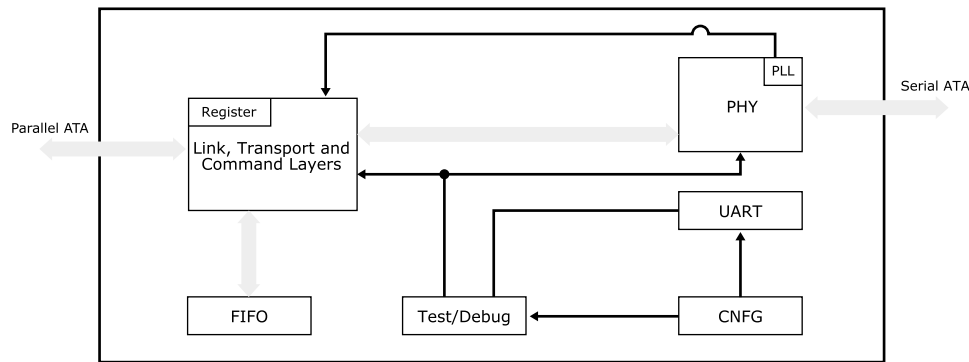 PLL
Serial ATA
Register
PHY
Parallel ATA
Link, Transport and
Command Layers
UART
FIFO
Test/Debug
CNFG